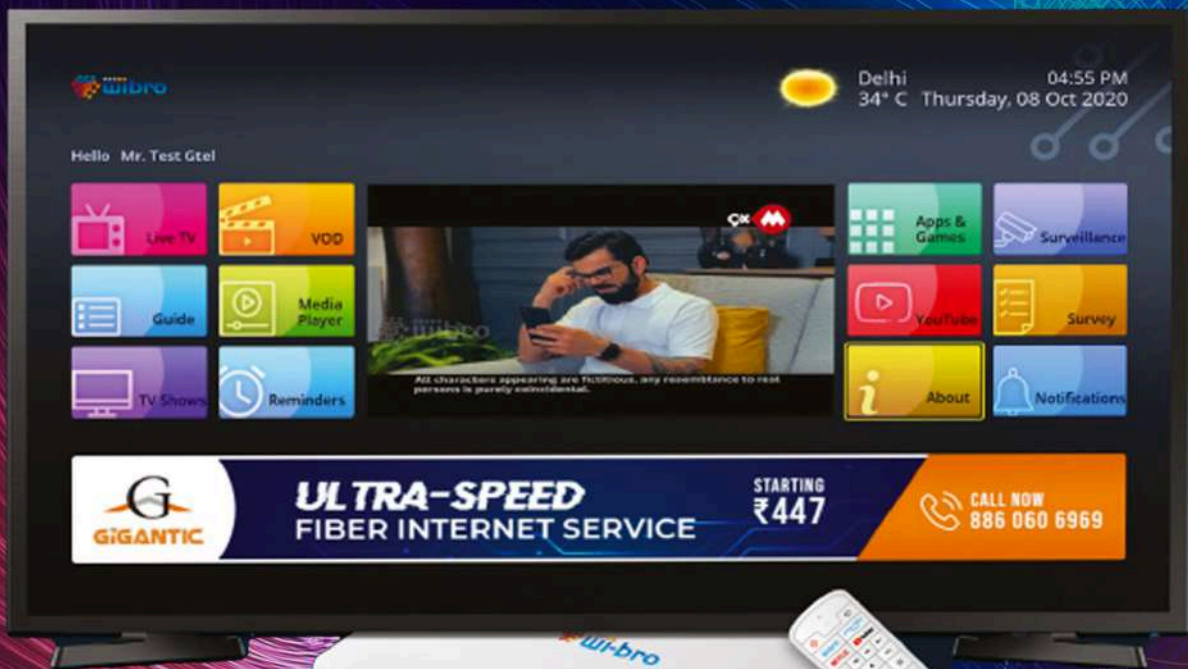 wibro
Delhi 04:55 PM
34° C Thursday, 08 Oct 2020
Hello Mr. Test Gtel
Live TV
VOD
Guide
Media
Player
TV Shows
Reminders
9X M
wibro
All characters appearing are fictitious, any resemblance to real
persons is purely coincidental.
Apps &
Games
Surveillance
YouTube
Survey
About
Notifications
G
GiGANTIC
ULTRA-SPEED
FIBER INTERNET SERVICE
STARTING
₹447
CALL NOW
886 060 6969
wi-bro